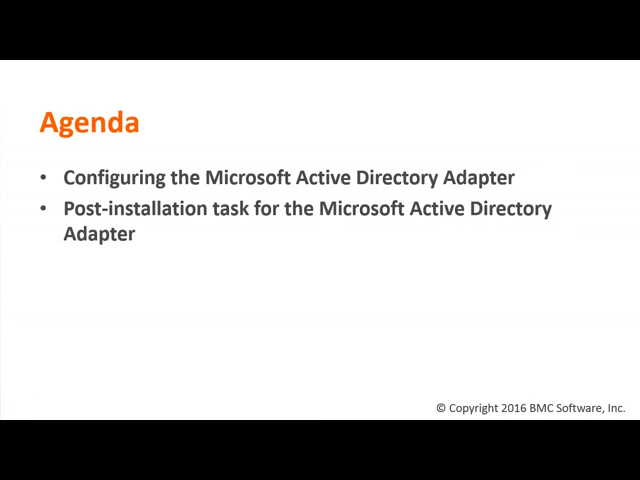 Agenda
• Configuring the Microsoft Active Directory Adapter
• Post-installation task for the Microsoft Active Directory
Adapter
© Copyright 2016 BMC Software, Inc.